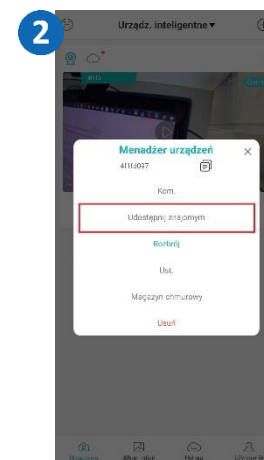 2
Urządz. inteligentne ▾
Menadżer urządzeń
Kom.
Udostępnij znajomym
Rozbrój
Ust.
Magazyn chmurowy
Usuń